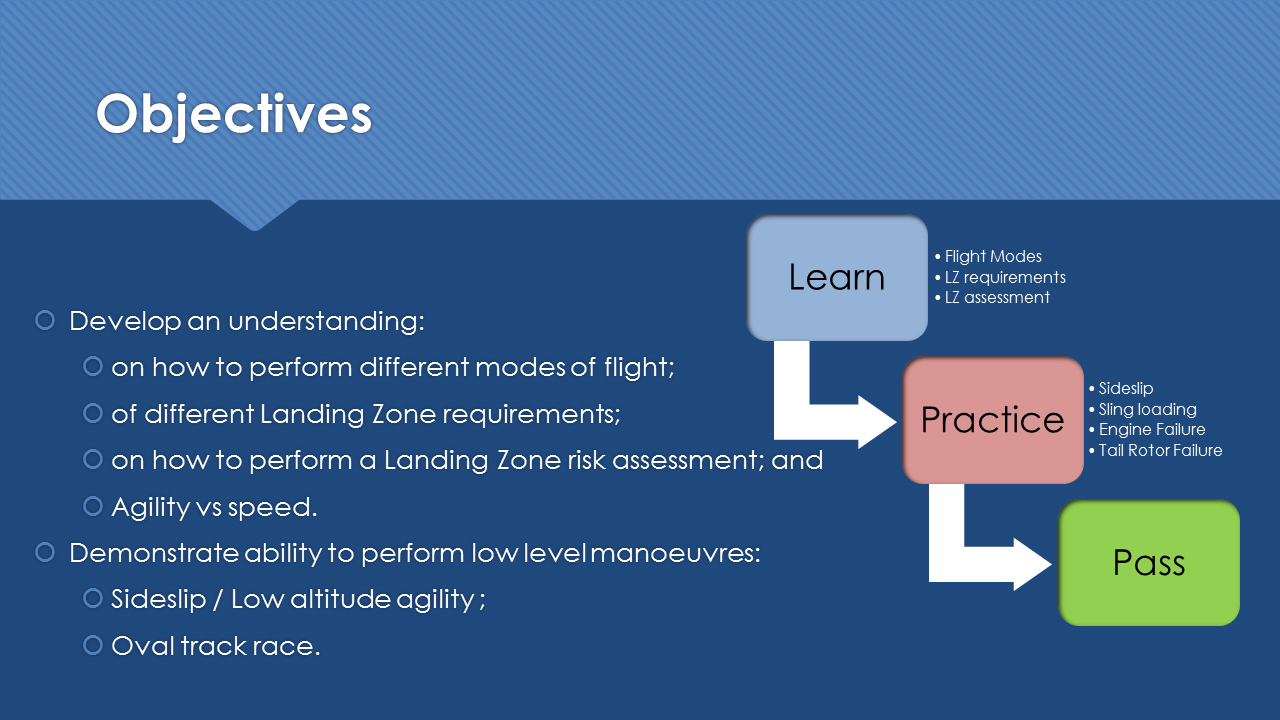 Objectives
Develop an understanding:
on how to perform different modes of flight;
of different Landing Zone requirements;
on how to perform a Landing Zone risk assessment; and
Agility vs speed.
Demonstrate ability to perform low level manoeuvres:
Sideslip / Low altitude agility ;
Oval track race.
Learn
• Flight Modes
• LZ requirements
• LZ assessment
Practice
• Sideslip
• Sling loading
• Engine Failure
• Tail Rotor Failure
Pass